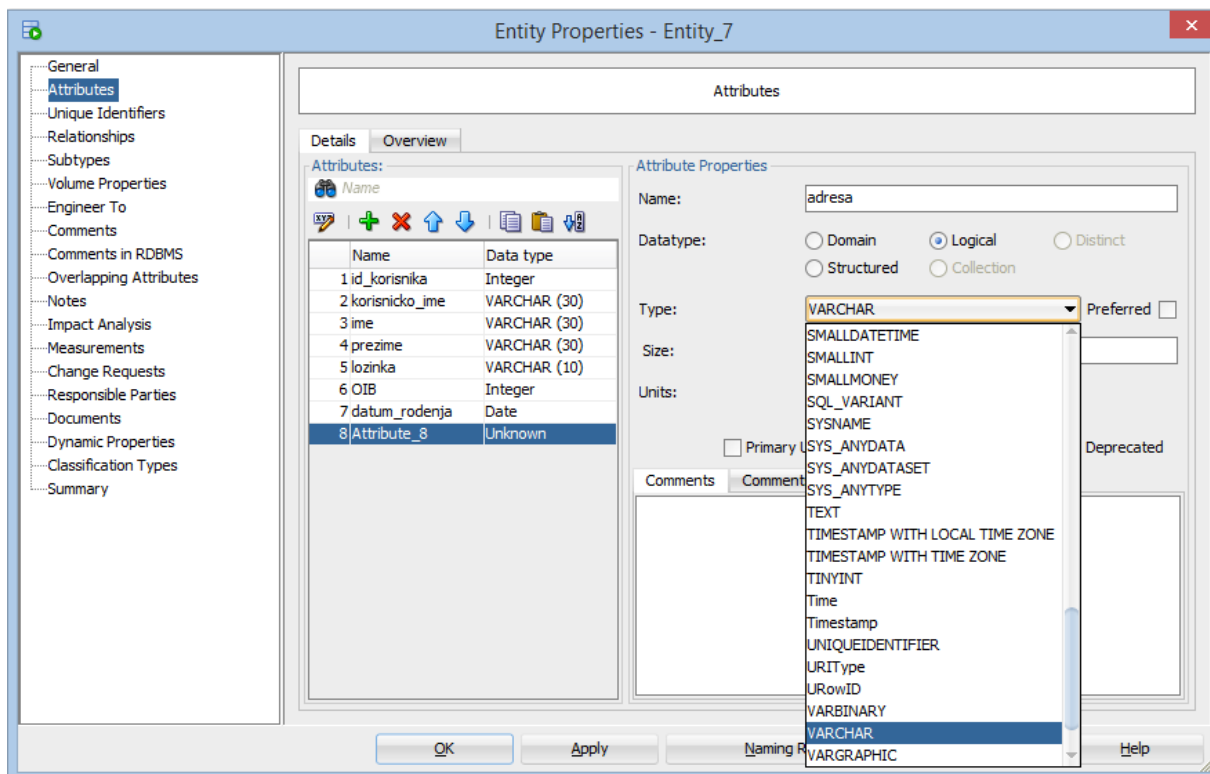 Entity Properties - Entity_7
General
Attributes
Unique Identifiers
Relationships
Subtypes
Volume Properties
Engineer To
Comments
Comments in RDBMS
Overlapping Attributes
Notes
Impact Analysis
Measurements
Change Requests
Responsible Parties
Documents
Dynamic Properties
Classification Types
Summary
Attributes
Details Overview
Attributes:
Name
Name Data type
1 id_korisnika Integer
2 korisnicko_ime VARCHAR (30)
3 ime VARCHAR (30)
4 prezime VARCHAR (30)
5 lozinka VARCHAR (10)
6 OIB Integer
7 datum_rodenja Date
8 Attribute_8 Unknown
Attribute Properties
Name: adresa
Datatype: Domain Logical Distinct
Structured Collection
Type: VARCHAR Preferred
Size:
Units:
Primary U Deprecated
Comments Comment
SMALLDATETIME
SMALLINT
SMALLMONEY
SQL_VARIANT
SYSNAME
SYS_ANYDATA
SYS_ANYDATASET
SYS_ANYTYPE
TEXT
TIMESTAMP WITH LOCAL TIME ZONE
TIMESTAMP WITH TIME ZONE
TINYINT
Time
Timestamp
UNIQUEIDENTIFIER
URIType
URowID
VARBINARY
VARCHAR
VARGRAPHIC
OK Apply Naming R Help